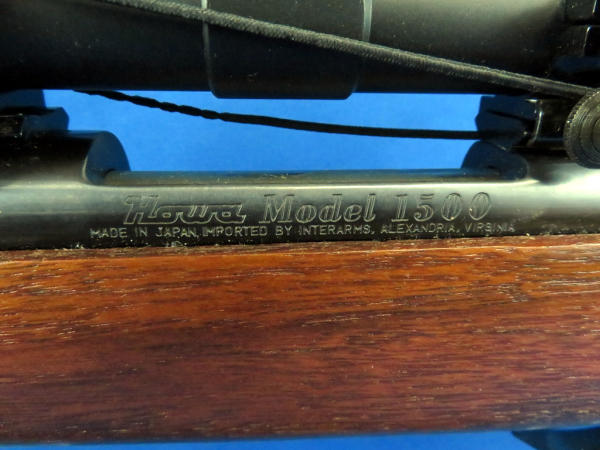 Howa Model 1500
MADE IN JAPAN, IMPORTED BY INTERARMS, ALEXANDRIA, VIRGINIA